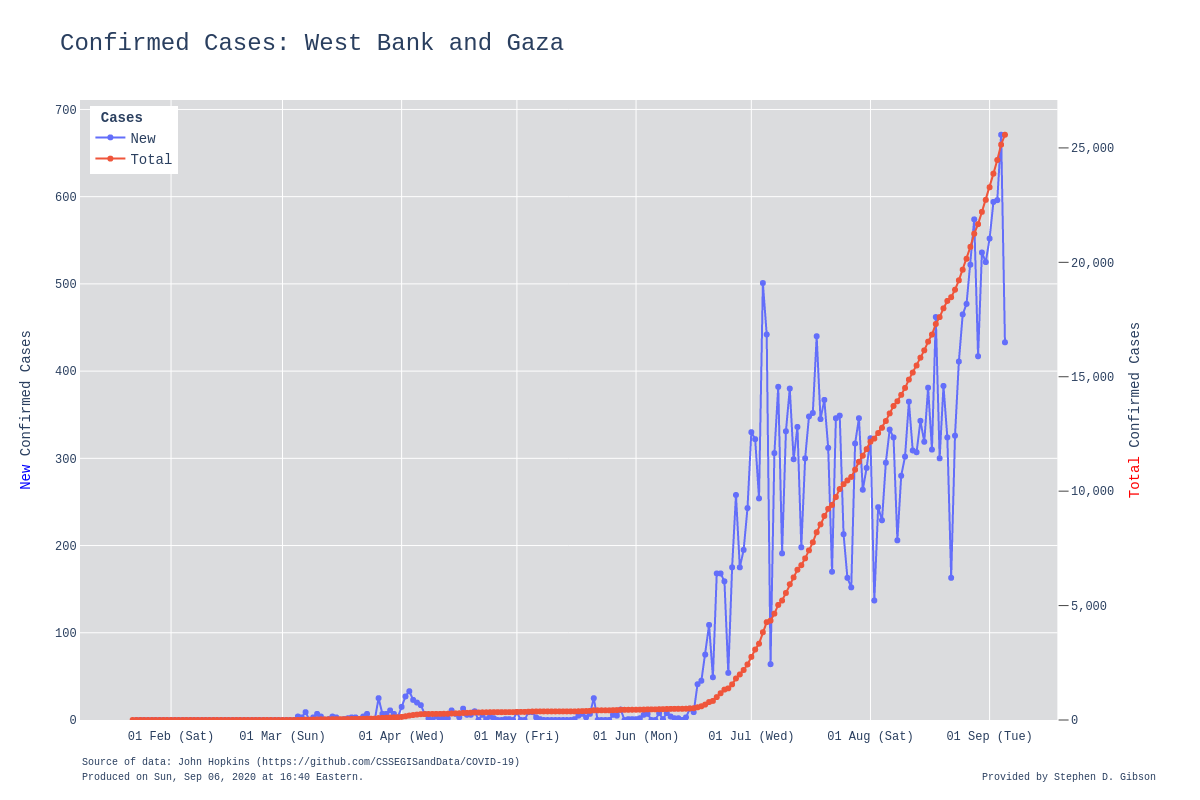 Confirmed Cases: West Bank and Gaza
Cases
New
Total
700
600
500
400
300
200
100
0
New Confirmed Cases
25,000
20,000
15,000
10,000
5,000
0
Total Confirmed Cases
01 Feb (Sat)
01 Mar (Sun)
01 Apr (Wed)
01 May (Fri)
01 Jun (Mon)
01 Jul (Wed)
01 Aug (Sat)
01 Sep (Tue)
Source of data: John Hopkins (https://github.com/CSSEGISandData/COVID-19)
Produced on Sun, Sep 06, 2020 at 16:40 Eastern.
Provided by Stephen D. Gibson